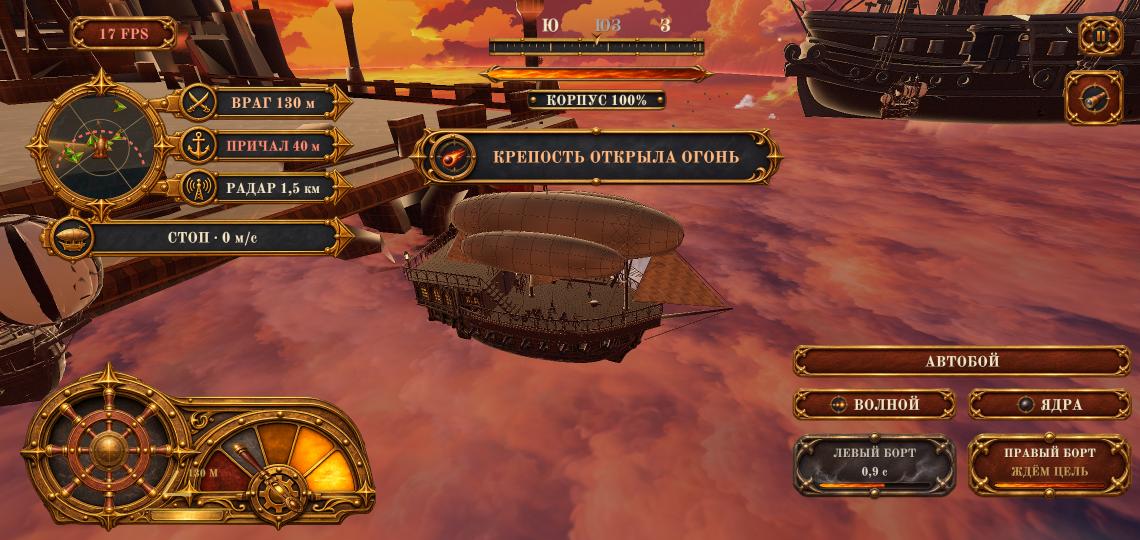 17 FPS
Ю ЮЗ З
КОРПУС 100%
ВРАГ 130 м
ПРИЧАЛ 40 м
РАДАР 1,5 км
СТОП · 0 м/с
КРЕПОСТЬ ОТКРЫЛА ОГОНЬ
АВТОБОЙ
ВОЛНОЙ
ЯДРА
ЛЕВЫЙ БОРТ
0,9 с
ПРАВЫЙ БОРТ
ЖДЁМ ЦЕЛЬ
130 М